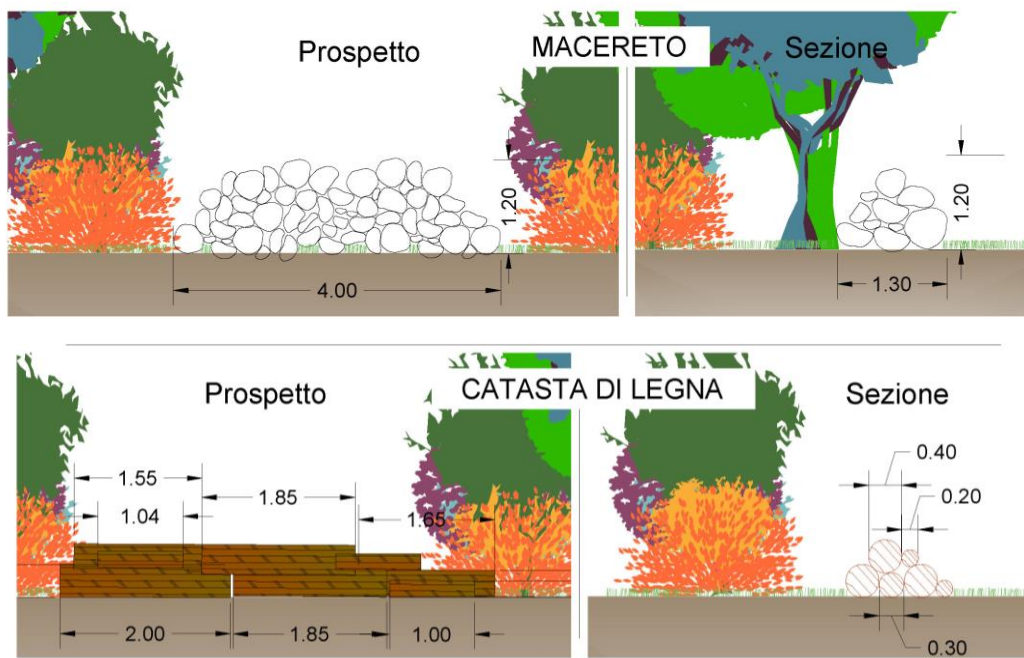 Prospetto
MACERETO
Sezione
1.20
4.00
1.20
1.30
Prospetto
CATASTA DI LEGNA
Sezione
1.55
1.85
1.04
1.65
2.00
1.85
1.00
0.40
0.20
0.30